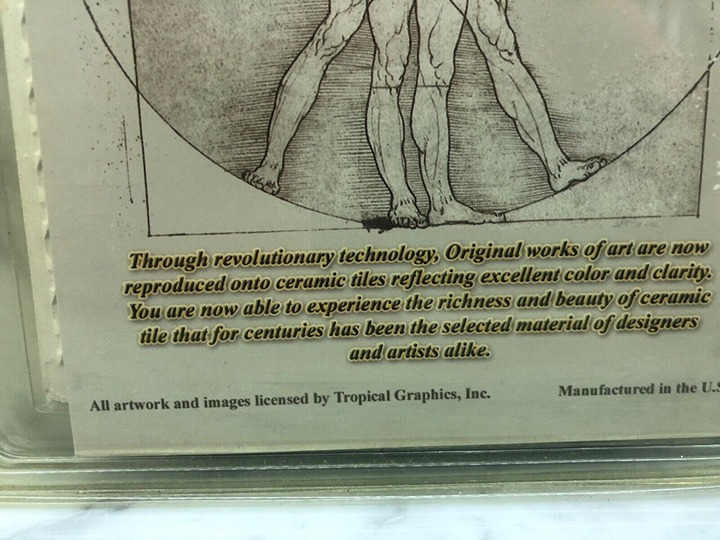 Through revolutionary technology, Original works of art are now
reproduced onto ceramic tiles reflecting excellent color and clarity.
You are now able to experience the richness and beauty of ceramic
tile that for centuries has been the selected material of designers
and artists alike.
All artwork and images licensed by Tropical Graphics, Inc.
Manufactured in the U.S